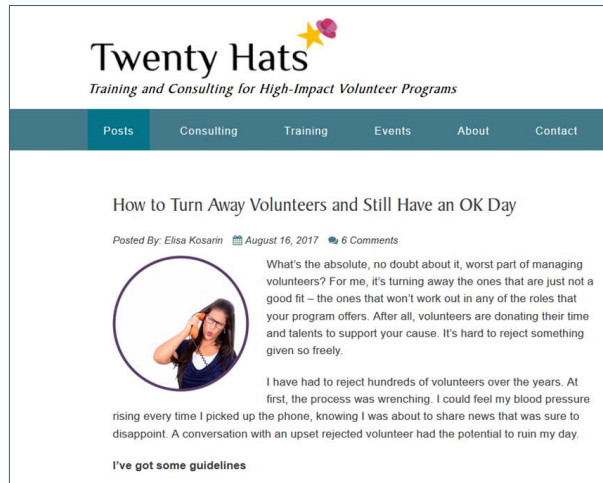 Twenty Hats
Training and Consulting for High-Impact Volunteer Programs
Posts Consulting Training Events About Contact
How to Turn Away Volunteers and Still Have an OK Day
Posted By: Elisa Kosarin August 16, 2017 6 Comments
What's the absolute, no doubt about it, worst part of managing
volunteers? For me, it's turning away the ones that are just not a
good fit – the ones that won't work out in any of the roles that
your program offers. After all, volunteers are donating their time
and talents to support your cause. It's hard to reject something
given so freely.
I have had to reject hundreds of volunteers over the years. At
first, the process was wrenching. I could feel my blood pressure
rising every time I picked up the phone, knowing I was about to share news that was sure to
disappoint. A conversation with an upset rejected volunteer had the potential to ruin my day.
I've got some guidelines